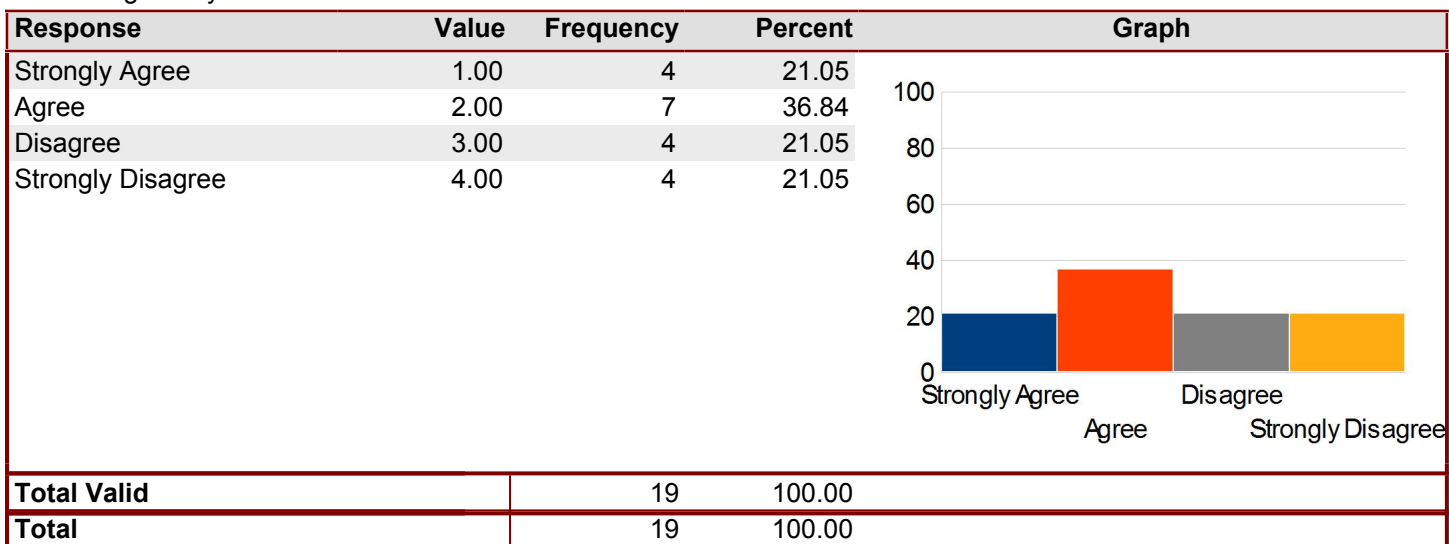 Response Value Frequency Percent Graph
Strongly Agree 1.00 4 21.05
Agree 2.00 7 36.84
Disagree 3.00 4 21.05
Strongly Disagree 4.00 4 21.05
100
80
60
40
20
0
Strongly Agree Disagree
Agree Strongly Disagree
Total Valid 19 100.00
Total 19 100.00